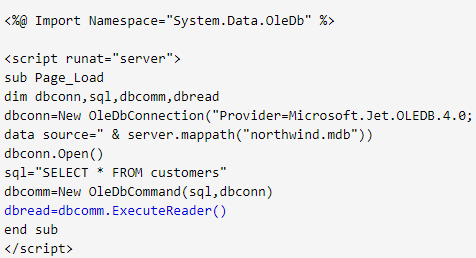 <%@ Import Namespace="System.Data.OleDb" %>
<script runat="server">
sub Page_Load
dim dbconn,sql,dbcomm,dbread
dbconn=New OleDbConnection("Provider=Microsoft.Jet.OLEDB.4.0;
data source=" & server.mappath("northwind.mdb"))
dbconn.Open()
sql="SELECT * FROM customers"
dbcomm=New OleDbCommand(sql,dbconn)
dbread=dbcomm.ExecuteReader()
end sub
</script>